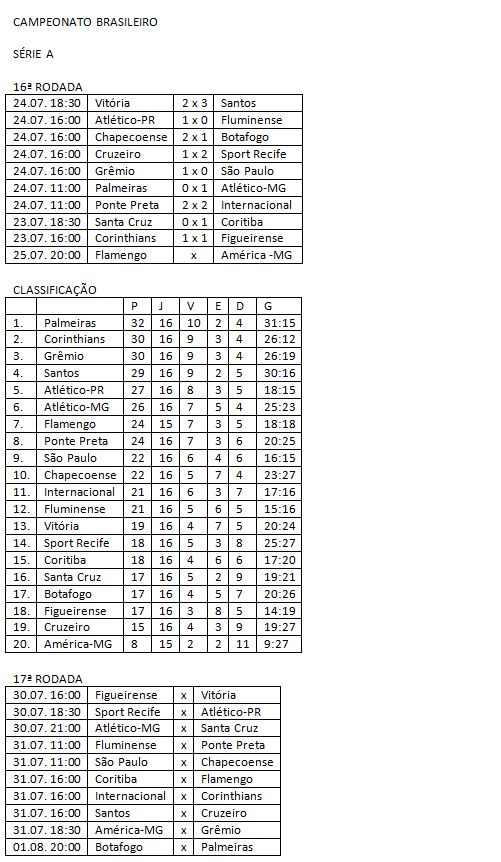 CAMPEONATO BRASILEIRO
SÉRIE A
16ª RODADA
24.07. 18:30 Vitória 2 x 3 Santos
24.07. 16:00 Atlético-PR 1 x 0 Fluminense
24.07. 16:00 Chapecoense 2 x 1 Botafogo
24.07. 16:00 Cruzeiro 1 x 2 Sport Recife
24.07. 16:00 Grêmio 1 x 0 São Paulo
24.07. 11:00 Palmeiras 0 x 1 Atlético-MG
24.07. 11:00 Ponte Preta 2 x 2 Internacional
23.07. 18:30 Santa Cruz 0 x 1 Coritiba
23.07. 16:00 Corinthians 1 x 1 Figueirense
25.07. 20:00 Flamengo x América -MG
CLASSIFICAÇÃO
P J V E D G
1. Palmeiras 32 16 10 2 4 31:15
2. Corinthians 30 16 9 3 4 26:12
3. Grêmio 30 16 9 3 4 26:19
4. Santos 29 16 9 2 5 30:16
5. Atlético-PR 27 16 8 3 5 18:15
6. Atlético-MG 26 16 7 5 4 25:23
7. Flamengo 24 15 7 3 5 18:18
8. Ponte Preta 24 16 7 3 6 20:25
9. São Paulo 22 16 6 4 6 16:15
10. Chapecoense 22 16 5 7 4 23:27
11. Internacional 21 16 6 3 7 17:16
12. Fluminense 21 16 5 6 5 15:16
13. Vitória 19 16 4 7 5 20:24
14. Sport Recife 18 16 5 3 8 25:27
15. Coritiba 18 16 4 6 6 17:20
16. Santa Cruz 17 16 5 2 9 19:21
17. Botafogo 17 16 4 5 7 20:26
18. Figueirense 17 16 3 8 5 14:19
19. Cruzeiro 15 16 4 3 9 19:27
20. América-MG 8 15 2 2 11 9:27
17ª RODADA
30.07. 16:00 Figueirense x Vitória
30.07. 18:30 Sport Recife x Atlético-PR
30.07. 21:00 Atlético-MG x Santa Cruz
31.07. 11:00 Fluminense x Ponte Preta
31.07. 11:00 São Paulo x Chapecoense
31.07. 16:00 Coritiba x Flamengo
31.07. 16:00 Internacional x Corinthians
31.07. 16:00 Santos x Cruzeiro
31.07. 18:30 América-MG x Grêmio
01.08. 20:00 Botafogo x Palmeiras